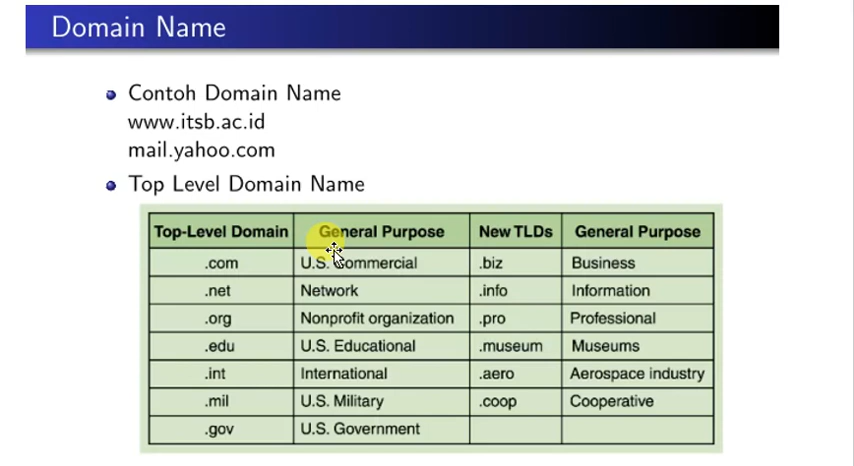 Domain Name
Contoh Domain Name
www.itsb.ac.id
mail.yahoo.com
Top Level Domain Name
Top-Level Domain General Purpose New TLDs General Purpose
.com U.S. Commercial .biz Business
.net Network .info Information
.org Nonprofit organization .pro Professional
.edu U.S. Educational .museum Museums
.int International .aero Aerospace industry
.mil U.S. Military .coop Cooperative
.gov U.S. Government